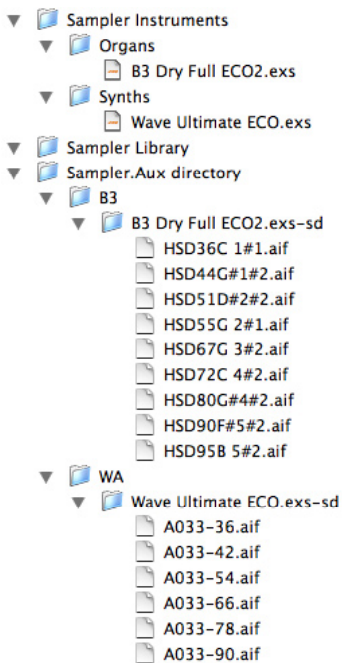 Sampler Instruments
Organs
B3 Dry Full ECO2.exs
Synths
Wave Ultimate ECO.exs
Sampler Library
Sampler.Aux directory
B3
B3 Dry Full ECO2.exs-sd
HSD36C 1#1.aif
HSD44G#1#2.aif
HSD51D#2#2.aif
HSD55G 2#1.aif
HSD67G 3#2.aif
HSD72C 4#2.aif
HSD80G#4#2.aif
HSD90F#5#2.aif
HSD95B 5#2.aif
WA
Wave Ultimate ECO.exs-sd
A033-36.aif
A033-42.aif
A033-54.aif
A033-66.aif
A033-78.aif
A033-90.aif